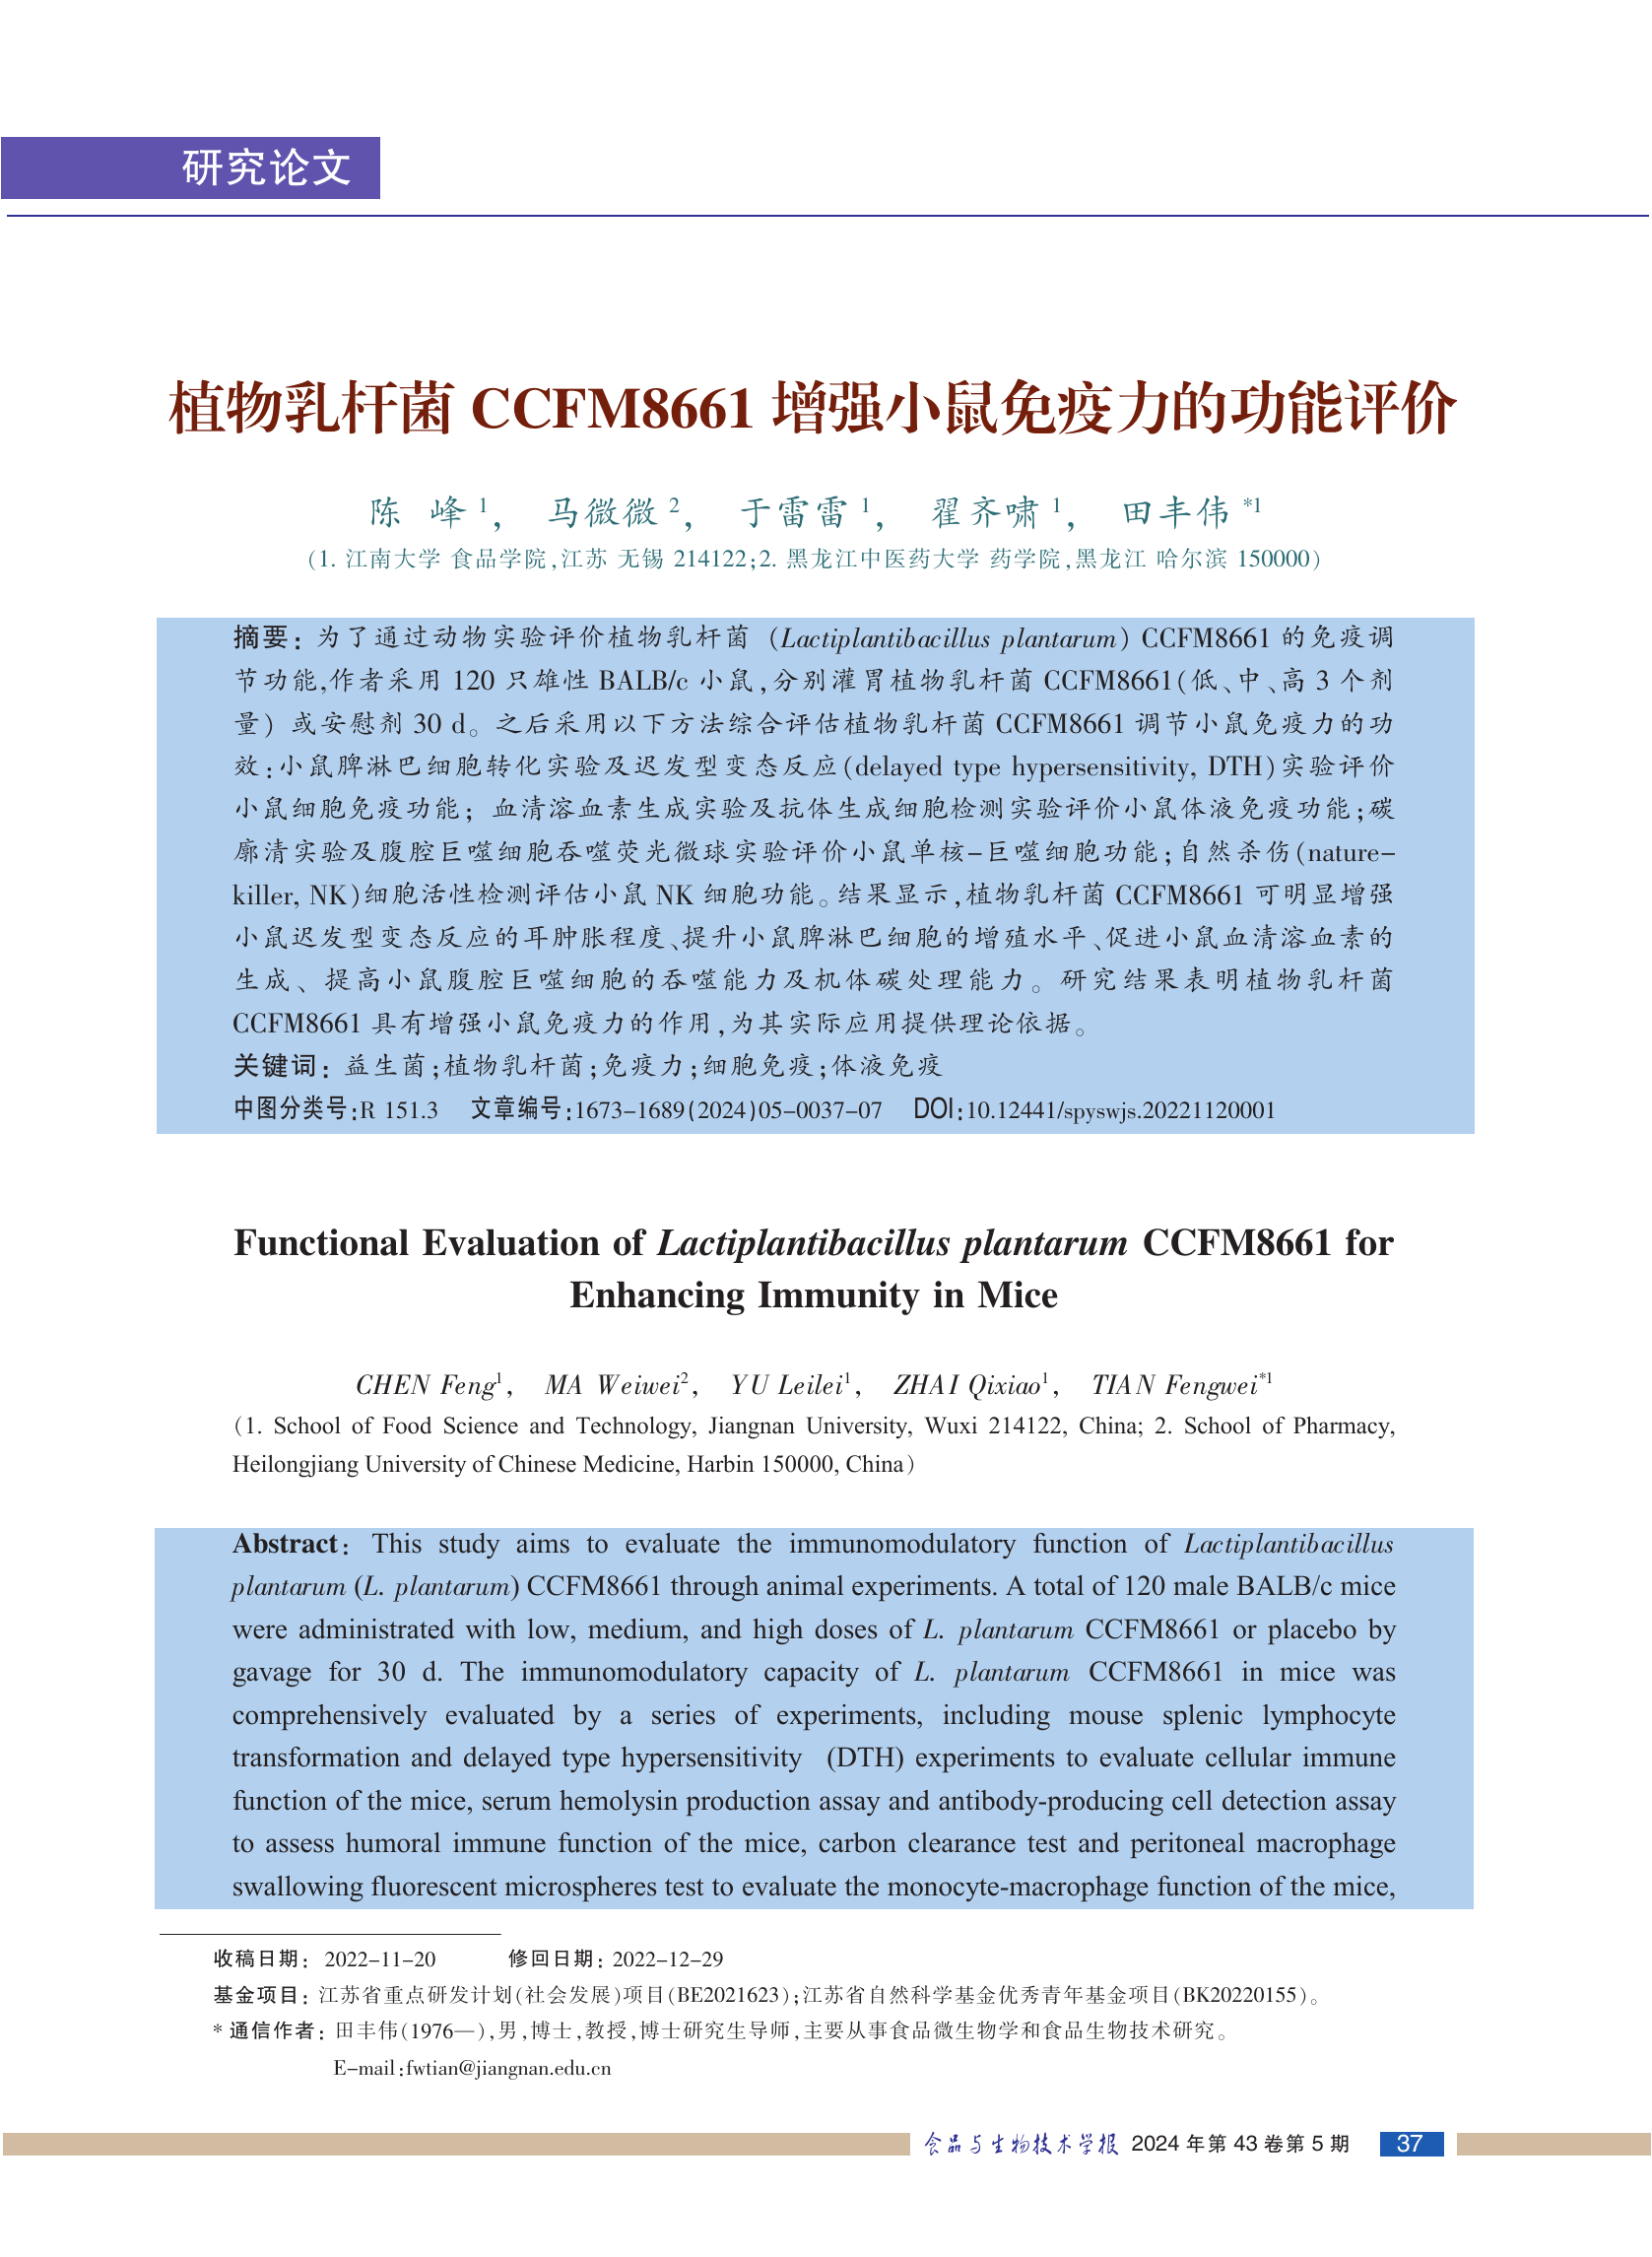 研究论文
植物乳杆菌 CCFM8661 增强小鼠免疫力的功能评价
陈 峰 1， 马微微 2， 于雷雷 1， 翟齐啸 1， 田丰伟 *1
（1. 江南大学 食品学院，江苏 无锡 214122；2. 黑龙江中医药大学 药学院，黑龙江 哈尔滨 150000）
摘要：为了通过动物实验评价植物乳杆菌（Lactiplantibacillus plantarum）CCFM8661 的免疫调
节功能，作者采用 120 只雄性 BALB/c 小鼠，分别灌胃植物乳杆菌 CCFM8661（低、中、高 3 个剂
量）或安慰剂 30 d。之后采用以下方法综合评估植物乳杆菌 CCFM8661 调节小鼠免疫力的功
效：小鼠脾淋巴细胞转化实验及迟发型变态反应（delayed type hypersensitivity, DTH）实验评价
小鼠细胞免疫功能；血清溶血素生成实验及抗体生成细胞检测实验评价小鼠体液免疫功能；碳
廓清实验及腹腔巨噬细胞吞噬荧光微球实验评价小鼠单核-巨噬细胞功能；自然杀伤（nature-
killer, NK）细胞活性检测评估小鼠 NK 细胞功能。结果显示，植物乳杆菌 CCFM8661 可明显增强
小鼠迟发型变态反应的耳肿胀程度、提升小鼠脾淋巴细胞的增殖水平、促进小鼠血清溶血素的
生成、提高小鼠腹腔巨噬细胞的吞噬能力及机体碳处理能力。研究结果表明植物乳杆菌
CCFM8661 具有增强小鼠免疫力的作用，为其实际应用提供理论依据。
关键词：益生菌；植物乳杆菌；免疫力；细胞免疫；体液免疫
中图分类号：R 151.3 文章编号：1673-1689（2024）05-0037-07 DOI：10.12441/spyswjs.20221120001
Functional Evaluation of Lactiplantibacillus plantarum CCFM8661 for
Enhancing Immunity in Mice
CHEN Feng1, MA Weiwei2, YU Leilei1, ZHAI Qixiao1, TIAN Fengwei*1
（1. School of Food Science and Technology, Jiangnan University, Wuxi 214122, China; 2. School of Pharmacy,
Heilongjiang University of Chinese Medicine, Harbin 150000, China）
Abstract： This study aims to evaluate the immunomodulatory function of Lactiplantibacillus
plantarum (L. plantarum) CCFM8661 through animal experiments. A total of 120 male BALB/c mice
were administrated with low, medium, and high doses of L. plantarum CCFM8661 or placebo by
gavage for 30 d. The immunomodulatory capacity of L. plantarum CCFM8661 in mice was
comprehensively evaluated by a series of experiments, including mouse splenic lymphocyte
transformation and delayed type hypersensitivity (DTH) experiments to evaluate cellular immune
function of the mice, serum hemolysin production assay and antibody-producing cell detection assay
to assess humoral immune function of the mice, carbon clearance test and peritoneal macrophage
swallowing fluorescent microspheres test to evaluate the monocyte-macrophage function of the mice,
收稿日期： 2022-11-20 修回日期：2022-12-29
基金项目：江苏省重点研发计划（社会发展）项目（BE2021623）；江苏省自然科学基金优秀青年基金项目（BK20220155）。
* 通信作者：田丰伟（1976—），男，博士，教授，博士研究生导师，主要从事食品微生物学和食品生物技术研究。
E-mail：fwtian@jiangnan.edu.cn
食品与生物技术学报 2024 年第 43 卷第 5 期 37